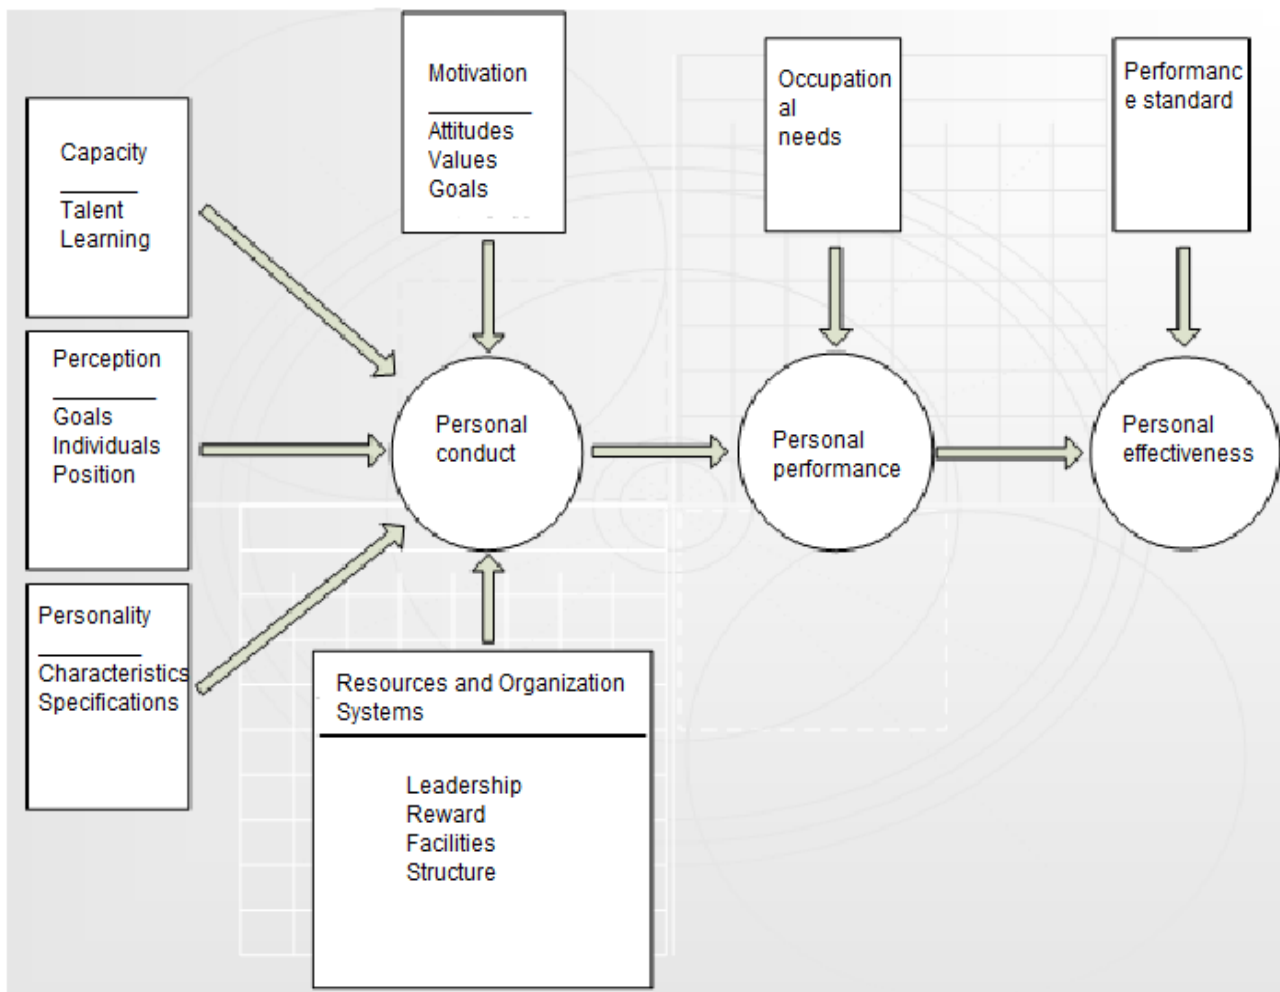 Motivation
Attitudes
Values
Goals
Occupation
al
needs
Performanc
e standard
Capacity
Talent
Learning
Perception
Goals
Individuals
Position
Personal
conduct
Personal
performance
Personal
effectiveness
Personality
Characteristics
Specifications
Resources and Organization
Systems
Leadership
Reward
Facilities
Structure